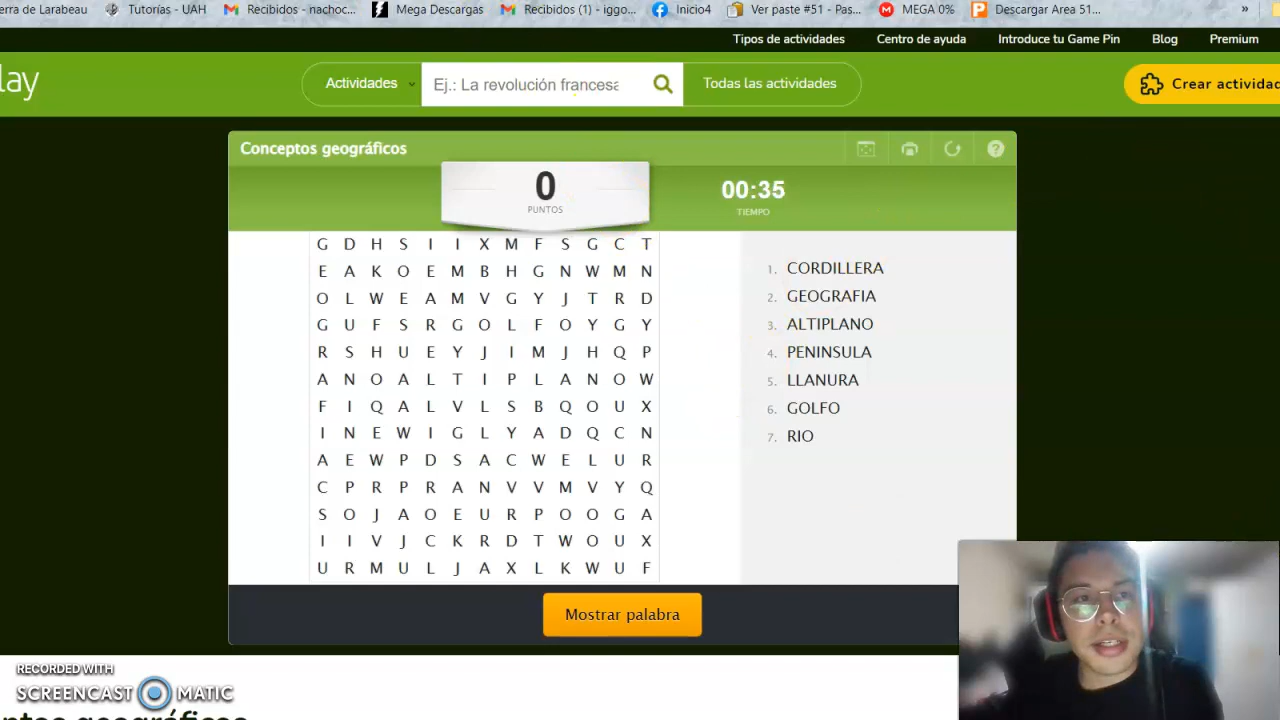 erra de Larabeau Tutorías - UAH Recibidos - nachoc... Mega Descargas Recibidos (1) - iggo... Inicio4 Ver paste #51 - Pas... MEGA 0% Descargar Area 51... »
Tipos de actividades Centro de ayuda Introduce tu Game Pin Blog Premium
lay Actividades Ej.: La revolución francesa Todas las actividades Crear actividad
Conceptos geográficos
0
PUNTOS
00:35
TIEMPO
G D H S I I X M F S G C T
E A K O E M B H G N W M N
O L W E A M V G Y J T R D
G U F S R G O L F O Y G Y
R S H U E Y J I M J H Q P
A N O A L T I P L A N O W
F I Q A L V L S B Q O U X
I N E W I G L Y A D Q C N
A E W P D S A C W E L U R
C P R P R A N V V M V Y Q
S O J A O E U R P O O G A
I I V J C K R D T W O U X
U R M U L J A X L K W U F
1. CORDILLERA
2. GEOGRAFIA
3. ALTIPLANO
4. PENINSULA
5. LLANURA
6. GOLFO
7. RIO
Mostrar palabra
RECORDED WITH
SCREENCAST MATIC
ptos geográficos